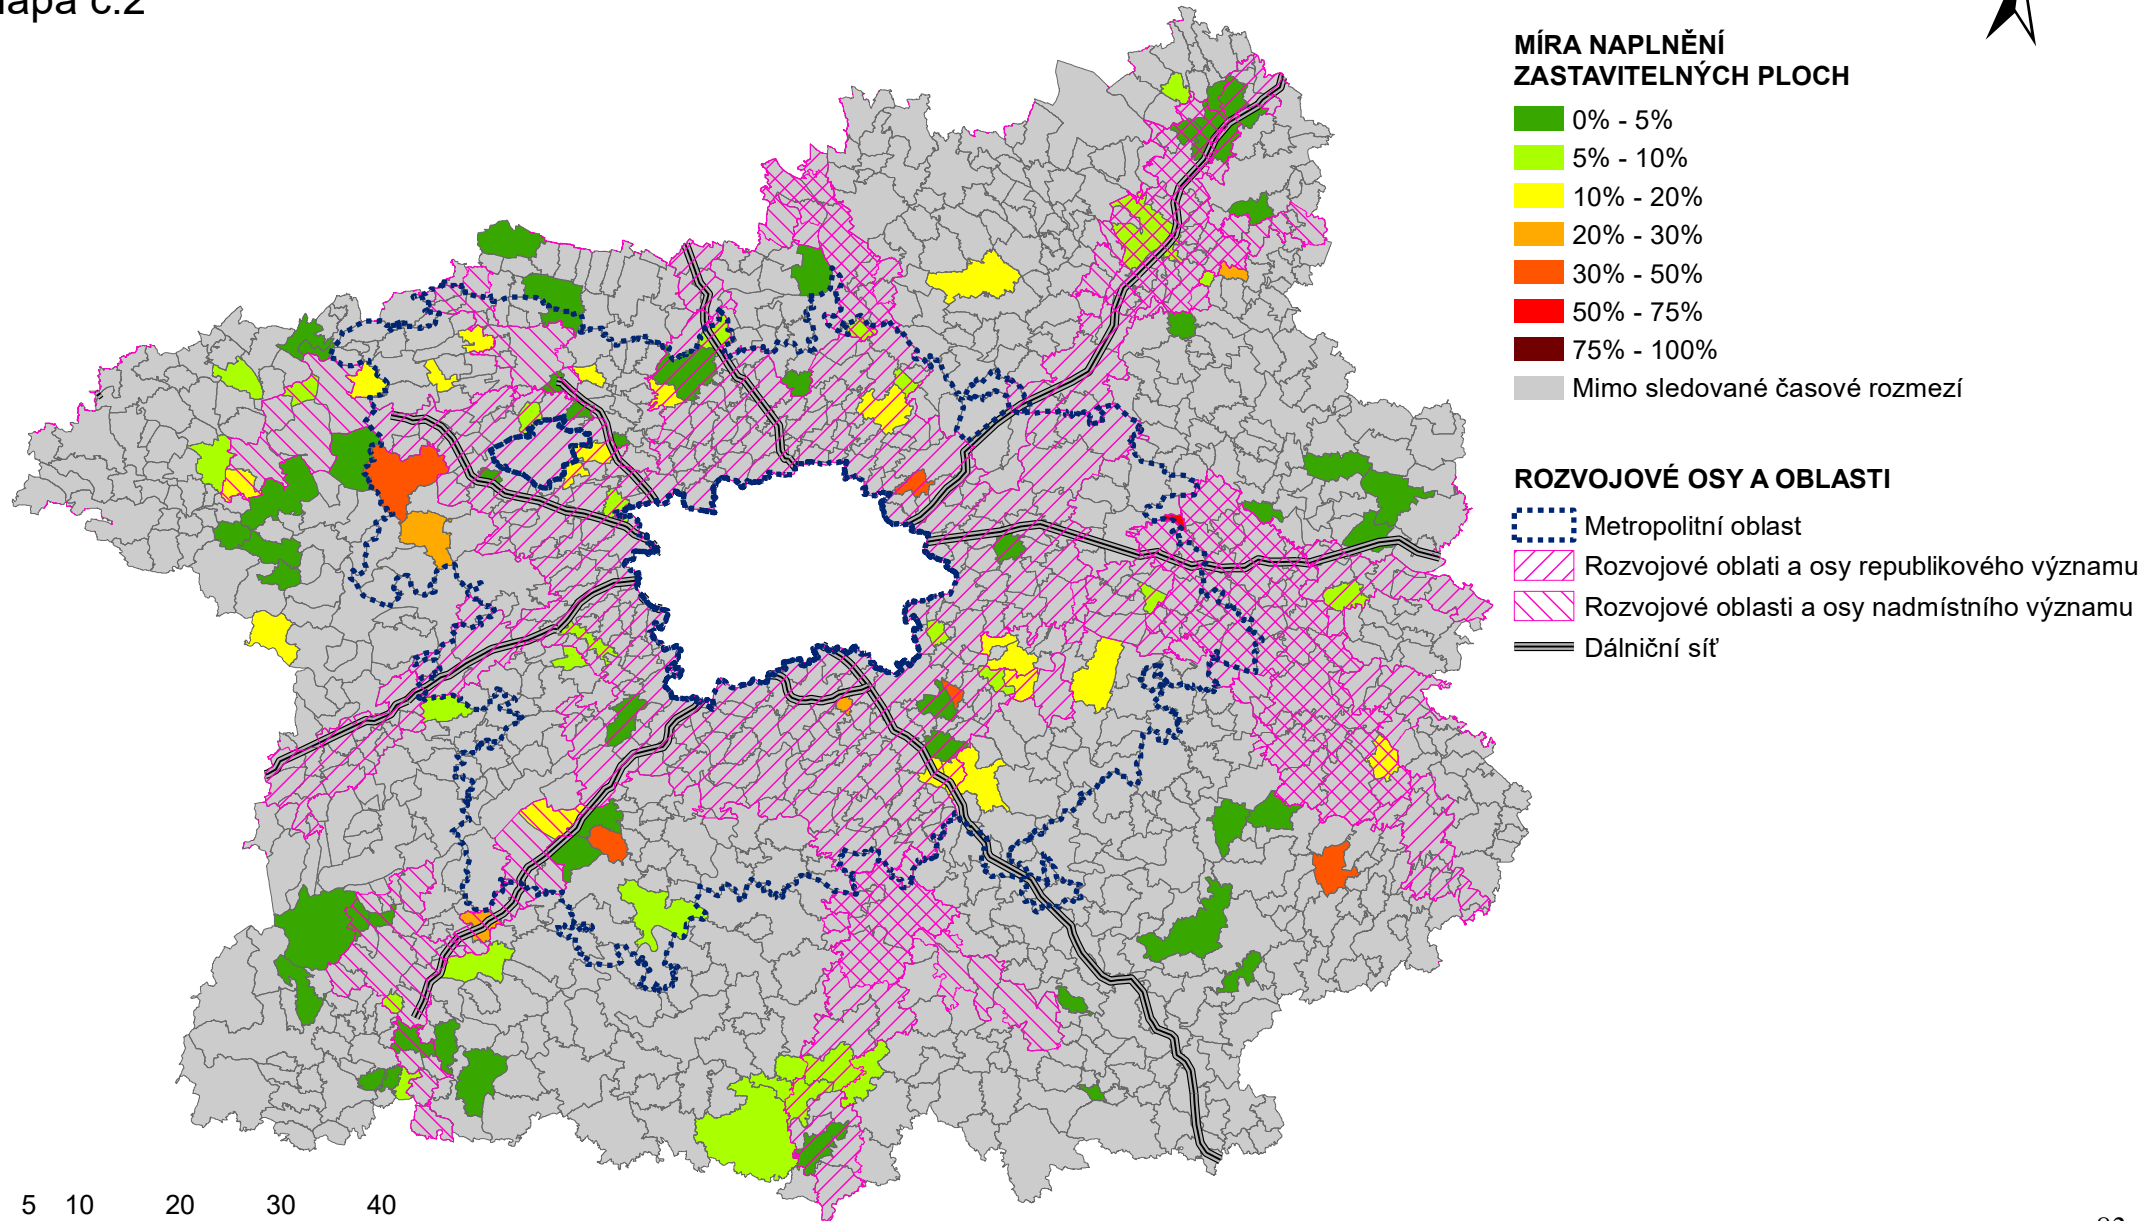 mapa č.2
MÍRA NAPLNĚNÍ
ZASTAVITELNÝCH PLOCH
0% - 5%
5% - 10%
10% - 20%
20% - 30%
30% - 50%
50% - 75%
75% - 100%
Mimo sledované časové rozmezí
ROZVOJOVÉ OSY A OBLASTI
Metropolitní oblast
Rozvojové oblati a osy republikového významu
Rozvojové oblasti a osy nadmístního významu
Dálniční síť
5 10 20 30 40